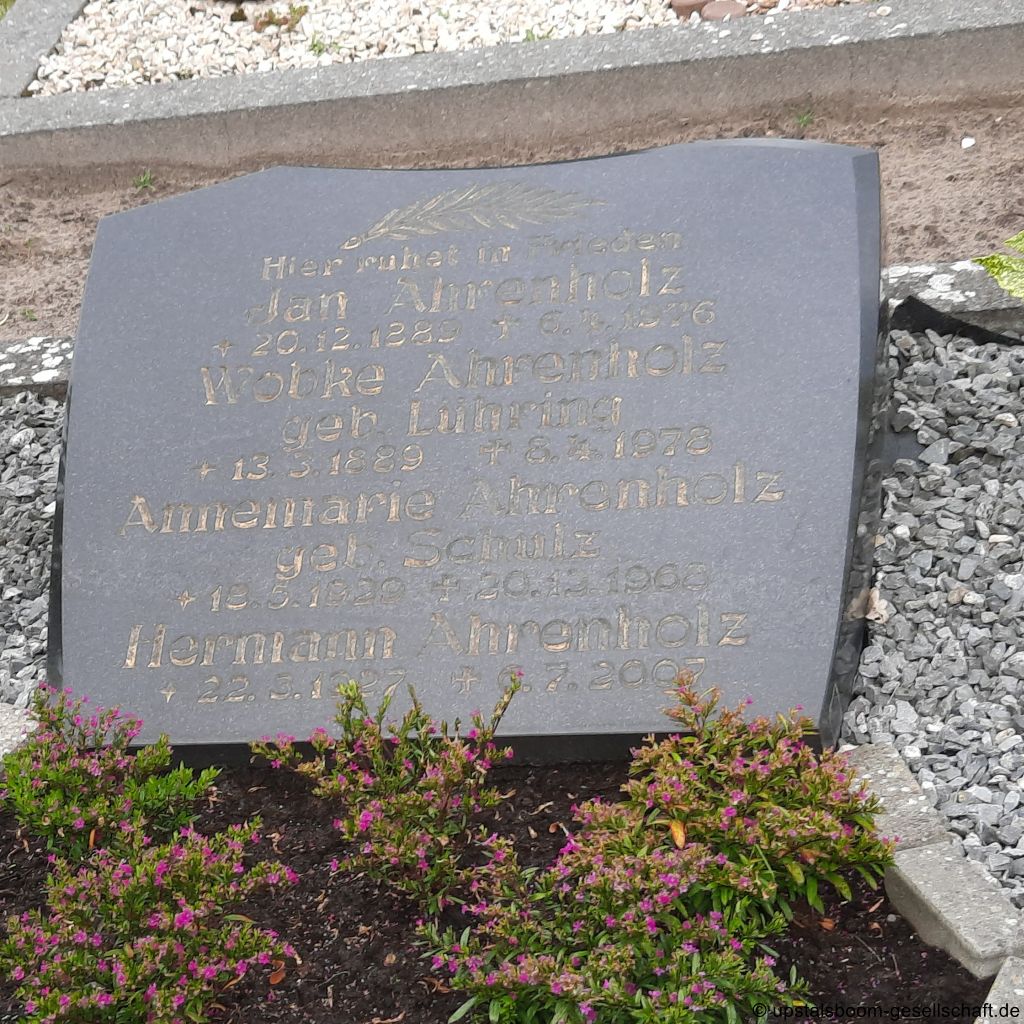 Hier ruhet in Frieden
Jan Ahrenholz
* 20.12.1889 ✝ 6.4.1976
Wobke Ahrenholz
geb. Lühring
* 13.3.1889 ✝ 8.4.1978
Annemarie Ahrenholz
geb. Schulz
* 18.5.1929 ✝ 1968
Hermann Ahrenholz
* 22.3.1927 ✝ 6.7.2007
© upstalsboom-gesellschaft.de